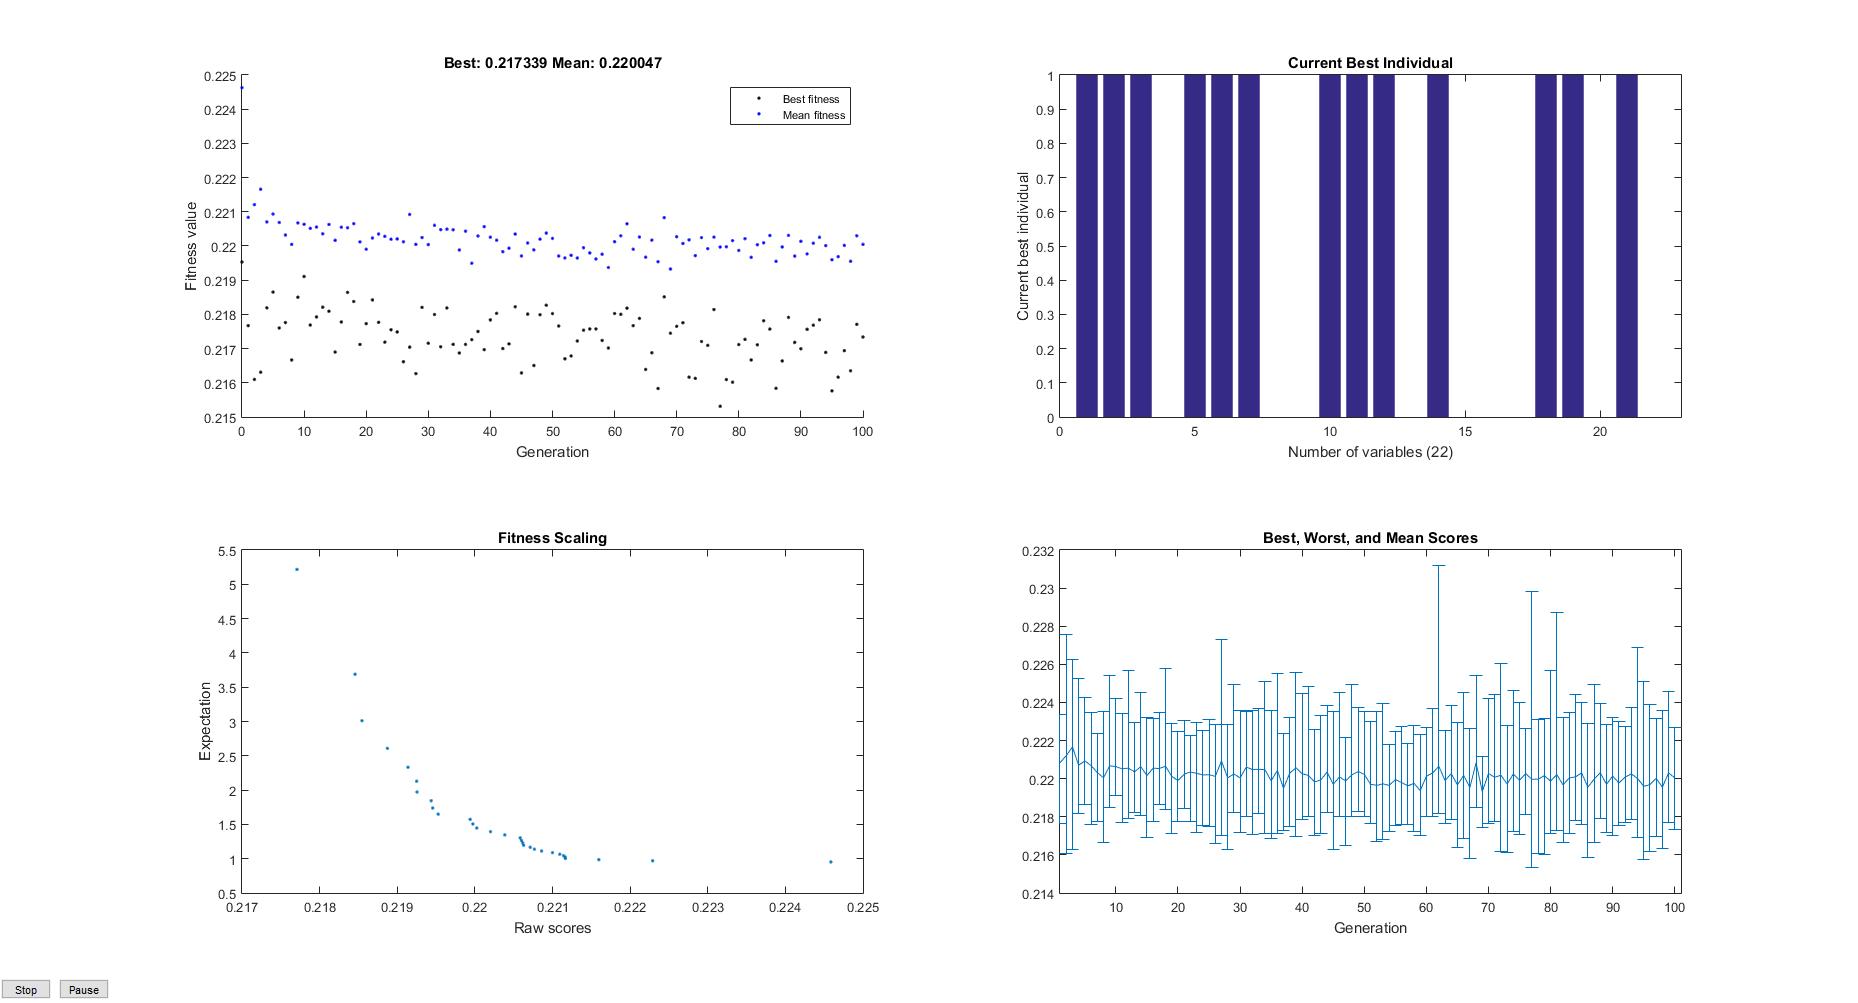 Best: 0.217339 Mean: 0.220047
0.225
0.224
0.223
0.222
0.221
0.22
0.219
0.218
0.217
0.216
0.215
Fitness value
Best fitness
Mean fitness
0 10 20 30 40 50 60 70 80 90 100
Generation
Current Best Individual
1
0.9
0.8
0.7
0.6
0.5
0.4
0.3
0.2
0.1
0
Current best individual
0 5 10 15 20
Number of variables (22)
Fitness Scaling
5.5
5
4.5
4
3.5
3
2.5
2
1.5
1
0.5
Expectation
0.217 0.218 0.219 0.22 0.221 0.222 0.223 0.224 0.225
Raw scores
Best, Worst, and Mean Scores
0.232
0.23
0.228
0.226
0.224
0.222
0.22
0.218
0.216
0.214
10 20 30 40 50 60 70 80 90 100
Generation
Stop Pause